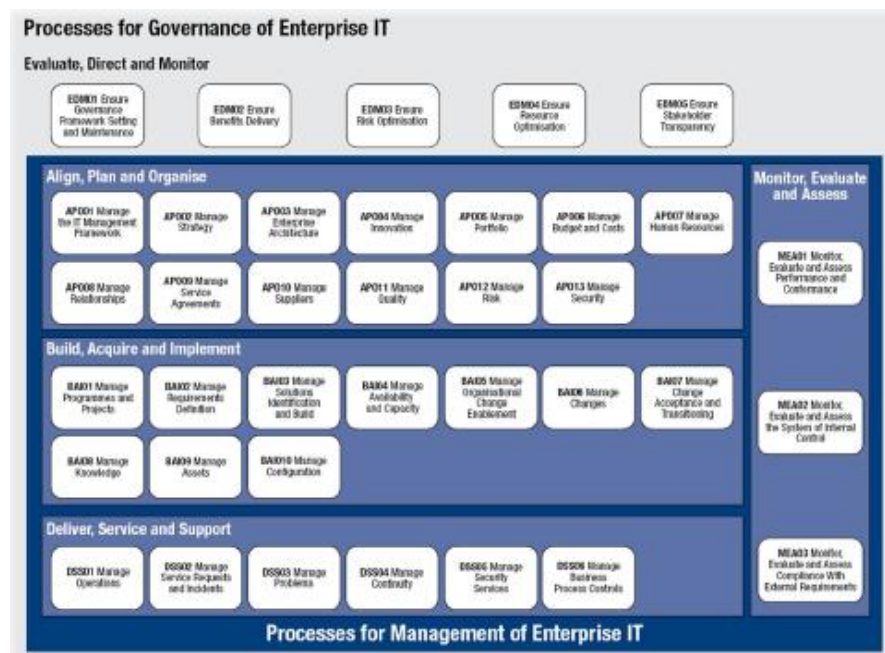 Processes for Governance of Enterprise IT
Evaluate, Direct and Monitor
EDM01 Ensure
Governance
Framework Setting
and Maintenance
EDM02 Ensure
Benefits Delivery
EDM03 Ensure
Risk Optimisation
EDM04 Ensure
Resource
Optimisation
EDM05 Ensure
Stakeholder
Transparency
Align, Plan and Organise
APO01 Manage
the IT Management
Framework
APO02 Manage
Strategy
APO03 Manage
Enterprise
Architecture
APO04 Manage
Innovation
APO05 Manage
Portfolio
APO06 Manage
Budget and Costs
APO07 Manage
Human Resources
APO08 Manage
Relationships
APO09 Manage
Service
Agreements
APO10 Manage
Suppliers
APO11 Manage
Quality
APO12 Manage
Risk
APO13 Manage
Security
Build, Acquire and Implement
BAI01 Manage
Programmes and
Projects
BAI02 Manage
Requirements
Definition
BAI03 Manage
Solutions
Identification
and Build
BAI04 Manage
Availability
and Capacity
BAI05 Manage
Organisational
Change
Enablement
BAI06 Manage
Changes
BAI07 Manage
Change
Acceptance and
Transitioning
BAI08 Manage
Knowledge
BAI09 Manage
Assets
BAI010 Manage
Configuration
Deliver, Service and Support
DSS01 Manage
Operations
DSS02 Manage
Service Requests
and Incidents
DSS03 Manage
Problems
DSS04 Manage
Continuity
DSS05 Manage
Security
Services
DSS06 Manage
Business
Process Controls
Monitor, Evaluate
and Assess
MEA01 Monitor,
Evaluate and Assess
Performance and
Conformance
MEA02 Monitor,
Evaluate and Assess
the System of Internal
Control
MEA03 Monitor,
Evaluate and Assess
Compliance With
External Requirements
Processes for Management of Enterprise IT